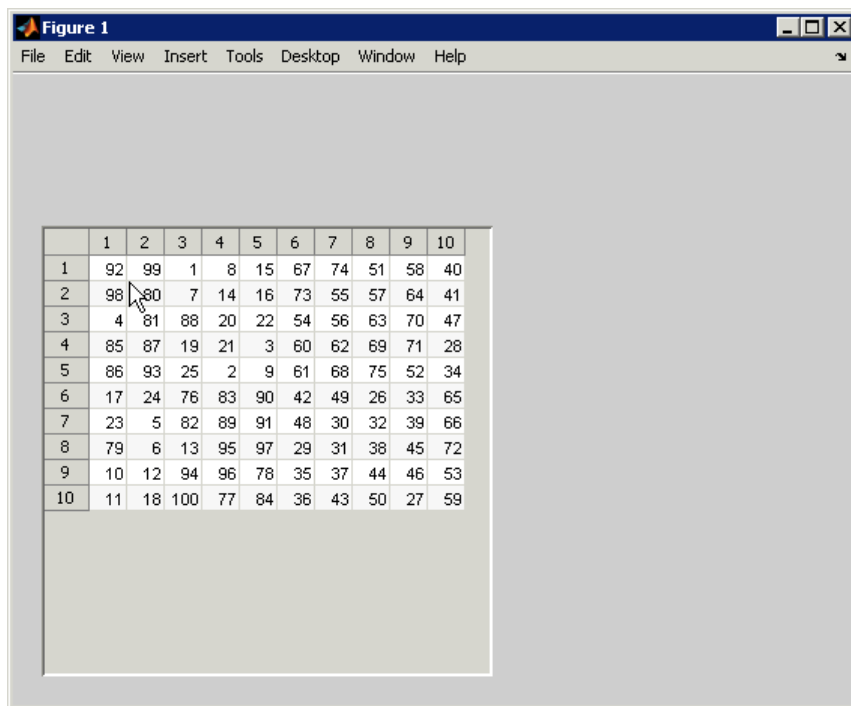 Figure 1
File Edit View Insert Tools Desktop Window Help
1 2 3 4 5 6 7 8 9 10
1 92 99 1 8 15 67 74 51 58 40
2 98 80 7 14 16 73 55 57 64 41
3 4 81 88 20 22 54 56 63 70 47
4 85 87 19 21 3 60 62 69 71 28
5 86 93 25 2 9 61 68 75 52 34
6 17 24 76 83 90 42 49 26 33 65
7 23 5 82 89 91 48 30 32 39 66
8 79 6 13 95 97 29 31 38 45 72
9 10 12 94 96 78 35 37 44 46 53
10 11 18 100 77 84 36 43 50 27 59